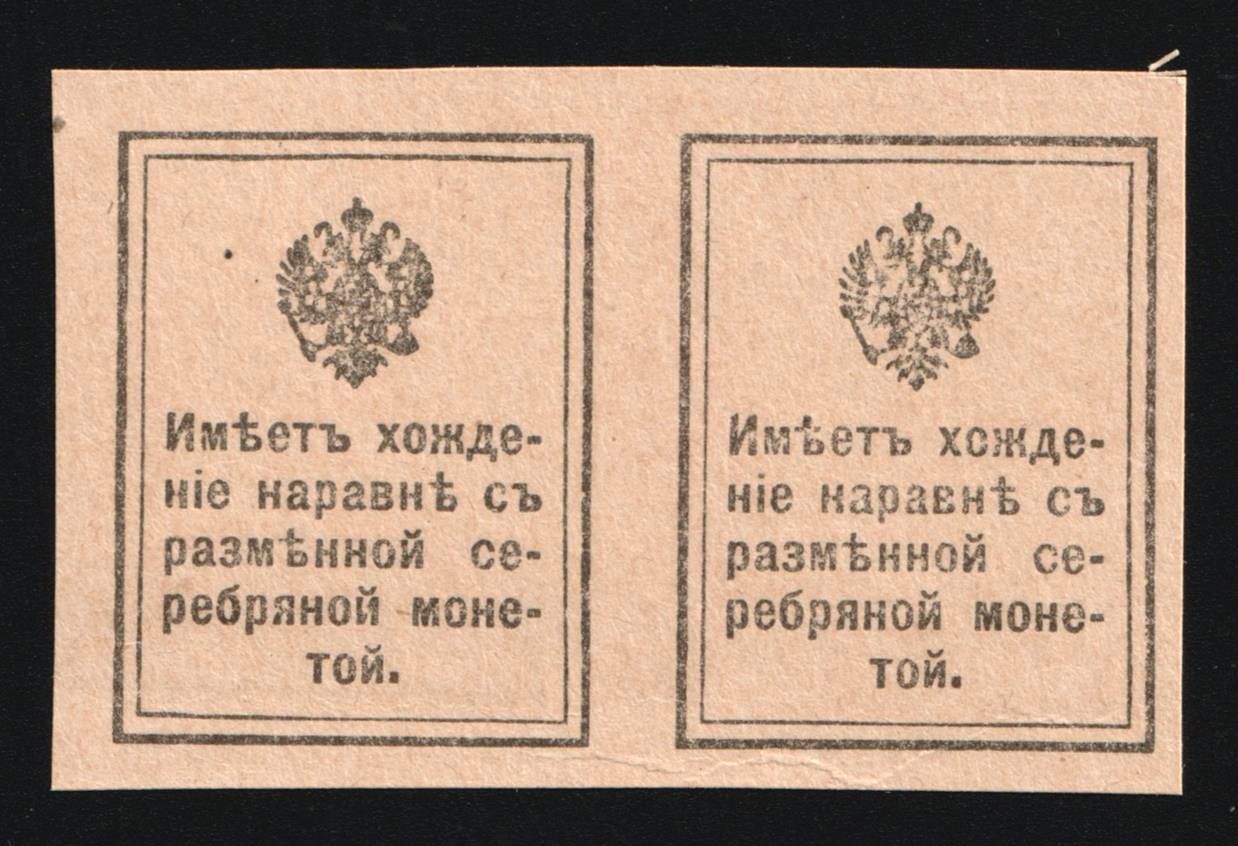 Имѣетъ хожде-
ніе наравнѣ съ
размѣнной се-
ребряной моне-
той.
Имѣетъ хожде-
ніе наравнѣ съ
размѣнной се-
ребряной моне-
той.